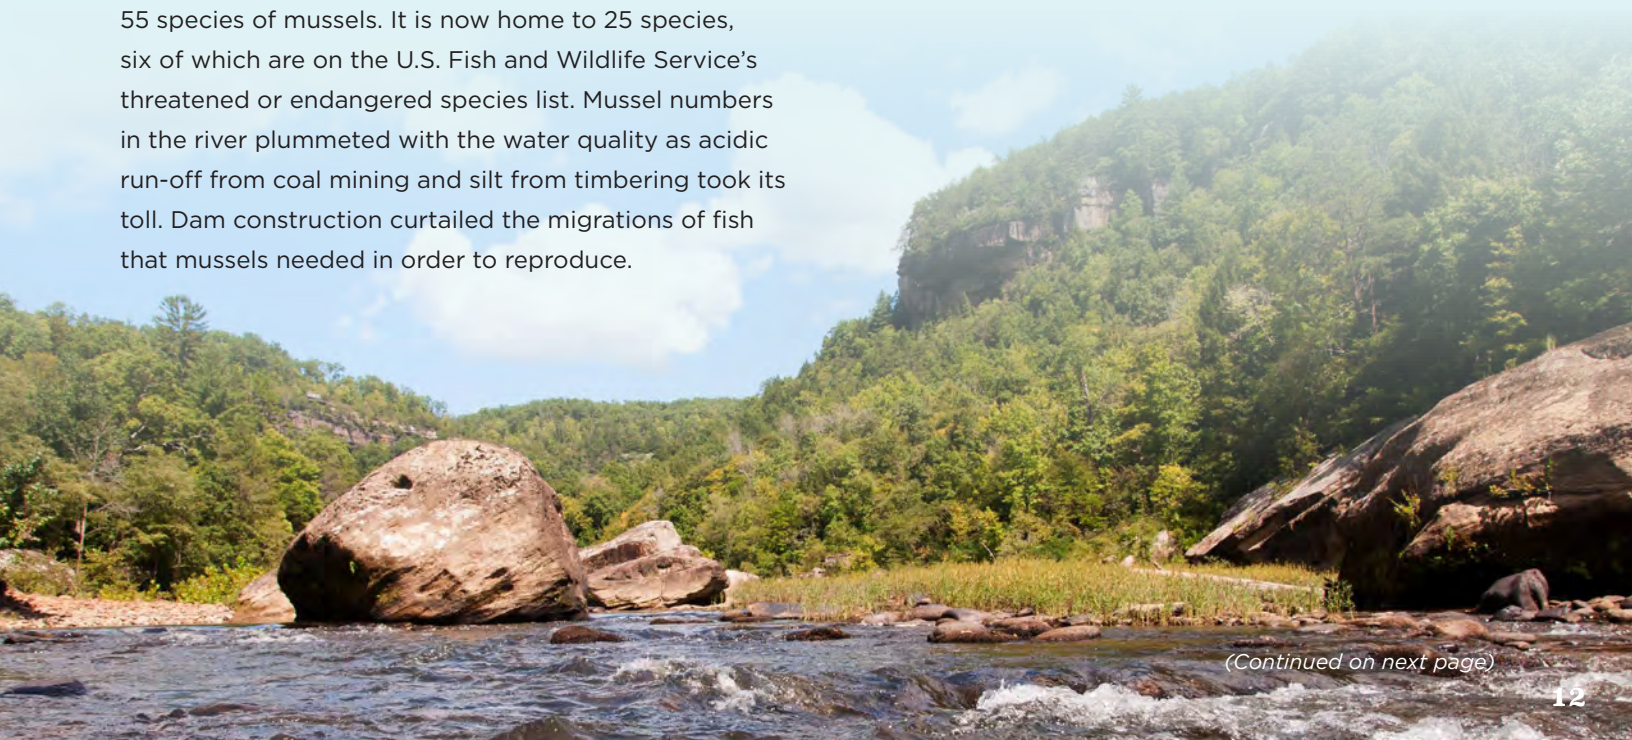 55 species of mussels. It is now home to 25 species,
six of which are on the U.S. Fish and Wildlife Service’s
threatened or endangered species list. Mussel numbers
in the river plummeted with the water quality as acidic
run-off from coal mining and silt from timbering took its
toll. Dam construction curtailed the migrations of fish
that mussels needed in order to reproduce.
(Continued on next page)
12